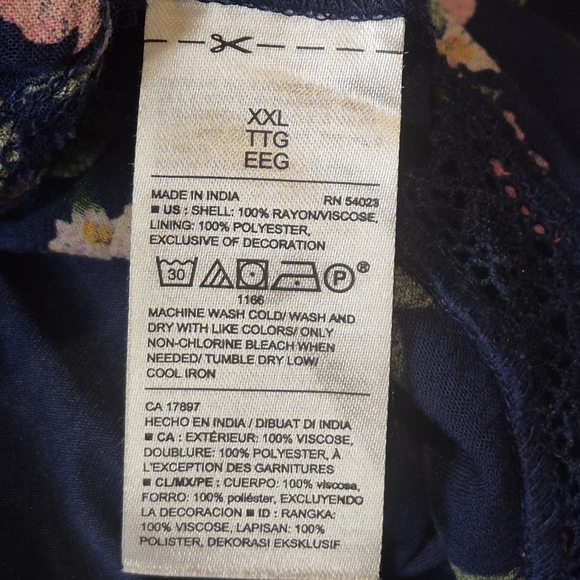 XXL
TTG
EEG
MADE IN INDIA RN 54023
■ US : SHELL: 100% RAYON/VISCOSE,
LINING: 100% POLYESTER,
EXCLUSIVE OF DECORATION
30 P®
1166
MACHINE WASH COLD/ WASH AND
DRY WITH LIKE COLORS/ ONLY
NON-CHLORINE BLEACH WHEN
NEEDED/ TUMBLE DRY LOW/
COOL IRON
CA 17897
HECHO EN INDIA / DIBUAT DI INDIA
■ CA : EXTÉRIEUR: 100% VISCOSE,
DOUBLURE: 100% POLYESTER, À
L'EXCEPTION DES GARNITURES
■ CL/MX/PE : CUERPO: 100% viscosa,
FORRO: 100% poliéster, EXCLUYENDO
LA DECORACION ■ ID : RANGKA:
100% VISCOSE, LAPISAN: 100%
POLISTER, DEKORASI EKSKLUSIF